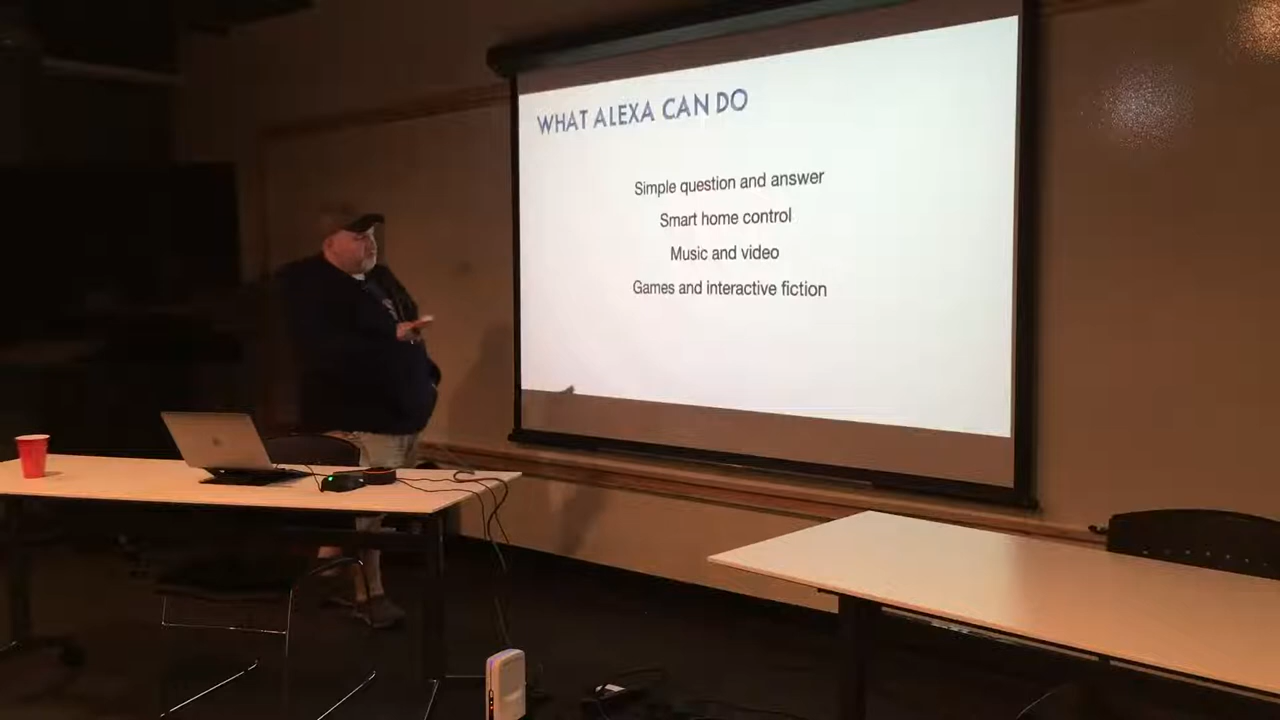 WHAT ALEXA CAN DO
Simple question and answer
Smart home control
Music and video
Games and interactive fiction